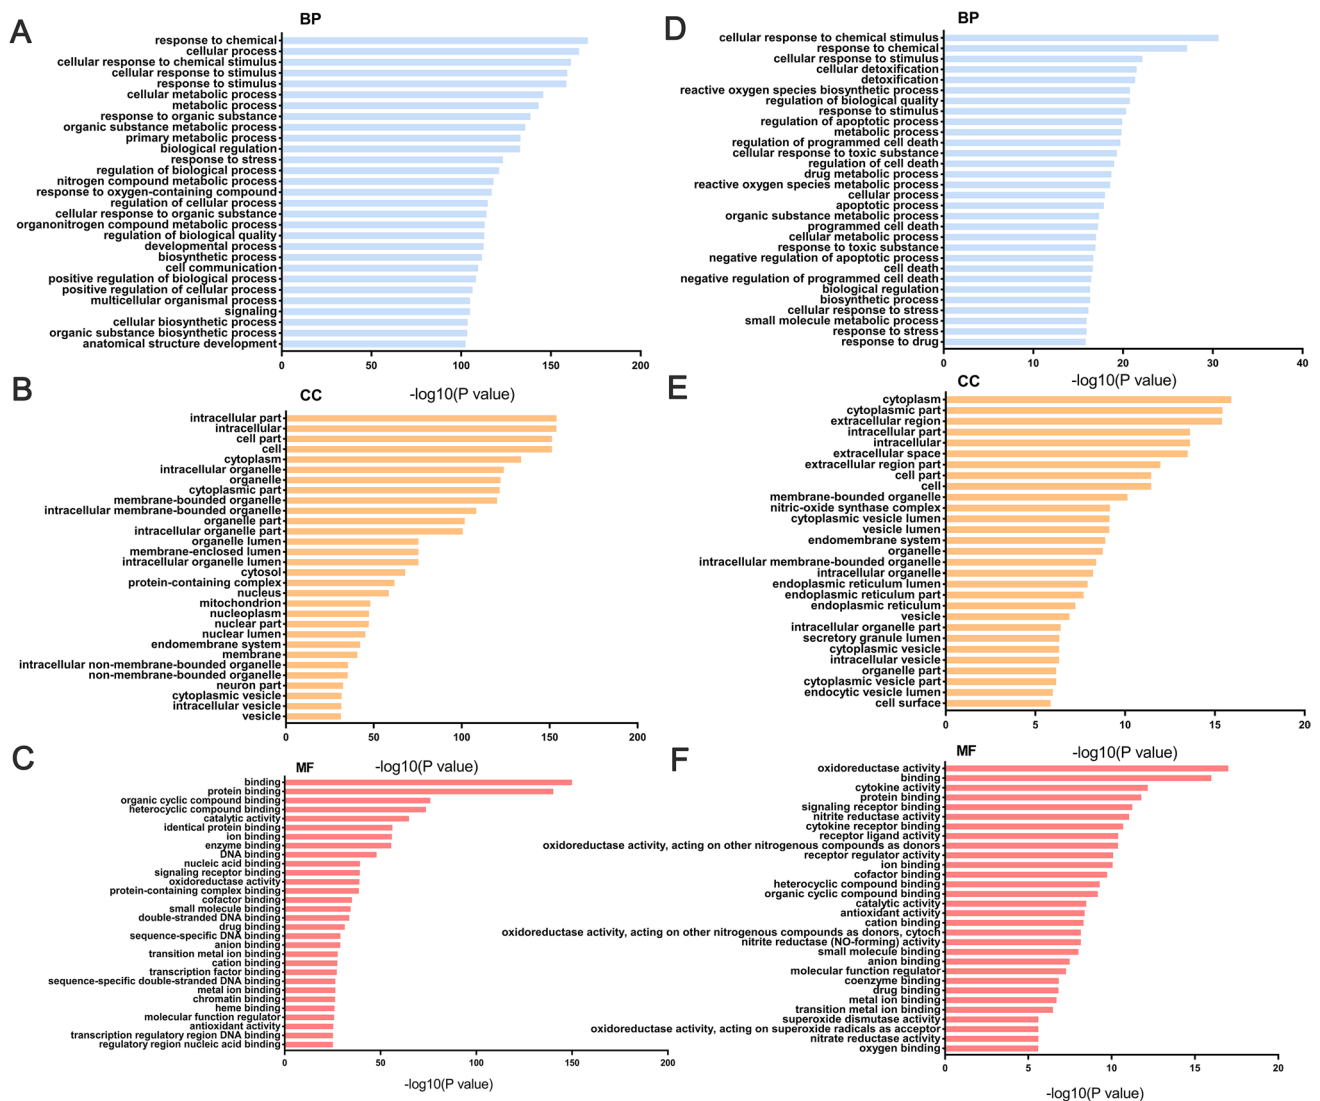 A
BP
response to chemical
cellular process
cellular response to chemical stimulus
cellular response to stimulus
response to stimulus
cellular metabolic process
metabolic process
response to organic substance
organic substance metabolic process
primary metabolic process
biological regulation
response to stress
regulation of biological process
nitrogen compound metabolic process
response to oxygen-containing compound
regulation of cellular process
cellular response to organic substance
organonitrogen compound metabolic process
regulation of biological quality
developmental process
biosynthetic process
cell communication
positive regulation of biological process
positive regulation of cellular process
multicellular organismal process
signaling
cellular biosynthetic process
organic substance biosynthetic process
anatomical structure development
0 50 100 150 200
-log10(P value)
B
CC
intracellular part
intracellular
cell part
cell
cytoplasm
intracellular organelle
organelle
cytoplasmic part
membrane-bounded organelle
intracellular membrane-bounded organelle
organelle part
intracellular organelle part
organelle lumen
membrane-enclosed lumen
intracellular organelle lumen
cytosol
protein-containing complex
nucleus
mitochondrion
nucleoplasm
nuclear part
nuclear lumen
endomembrane system
membrane
intracellular non-membrane-bounded organelle
non-membrane-bounded organelle
neuron part
cytoplasmic vesicle
intracellular vesicle
vesicle
0 50 100 150 200
-log10(P value)
C
MF
binding
protein binding
organic cyclic compound binding
heterocyclic compound binding
catalytic activity
identical protein binding
ion binding
enzyme binding
DNA binding
nucleic acid binding
signaling receptor binding
oxidoreductase activity
protein-containing complex binding
cofactor binding
small molecule binding
double-stranded DNA binding
drug binding
sequence-specific DNA binding
anion binding
transition metal ion binding
cation binding
transcription factor binding
sequence-specific double-stranded DNA binding
metal ion binding
chromatin binding
heme binding
molecular function regulator
antioxidant activity
transcription regulatory region DNA binding
regulatory region nucleic acid binding
0 50 100 150 200
-log10(P value)
D
BP
cellular response to chemical stimulus
response to chemical
cellular response to stimulus
cellular detoxification
detoxification
reactive oxygen species biosynthetic process
regulation of biological quality
response to stimulus
regulation of apoptotic process
metabolic process
regulation of programmed cell death
cellular response to toxic substance
regulation of cell death
drug metabolic process
reactive oxygen species metabolic process
cellular process
apoptotic process
organic substance metabolic process
programmed cell death
cellular metabolic process
response to toxic substance
negative regulation of apoptotic process
cell death
negative regulation of programmed cell death
biological regulation
biosynthetic process
cellular response to stress
small molecule metabolic process
response to stress
response to drug
0 10 20 30 40
-log10(P value)
E
CC
cytoplasm
cytoplasmic part
extracellular region
intracellular part
intracellular
extracellular space
extracellular region part
cell part
cell
membrane-bounded organelle
nitric-oxide synthase complex
cytoplasmic vesicle lumen
vesicle lumen
endomembrane system
organelle
intracellular membrane-bounded organelle
intracellular organelle
endoplasmic reticulum lumen
endoplasmic reticulum part
endoplasmic reticulum
vesicle
intracellular organelle part
secretory granule lumen
cytoplasmic vesicle
intracellular vesicle
organelle part
cytoplasmic vesicle part
endocytic vesicle lumen
cell surface
0 5 10 15 20
-log10(P value)
F
MF
oxidoreductase activity
binding
cytokine activity
protein binding
signaling receptor binding
nitrite reductase activity
cytokine receptor binding
receptor ligand activity
oxidoreductase activity, acting on other nitrogenous compounds as donors
receptor regulator activity
ion binding
cofactor binding
heterocyclic compound binding
organic cyclic compound binding
catalytic activity
antioxidant activity
cation binding
oxidoreductase activity, acting on other nitrogenous compounds as donors, cytoch
nitrite reductase (NO-forming) activity
small molecule binding
anion binding
molecular function regulator
coenzyme binding
drug binding
metal ion binding
transition metal ion binding
superoxide dismutase activity
oxidoreductase activity, acting on superoxide radicals as acceptor
nitrate reductase activity
oxygen binding
0 5 10 15 20
-log10(P value)